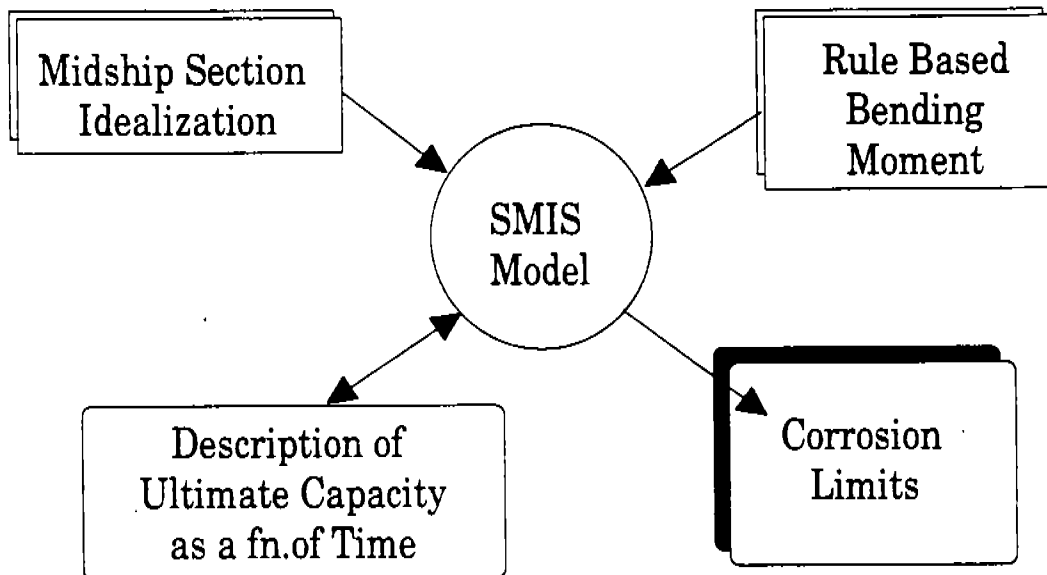 Midship Section
Idealization
Rule Based
Bending
Moment
SMIS
Model
Description of
Ultimate Capacity
as a fn.of Time
Corrosion
Limits